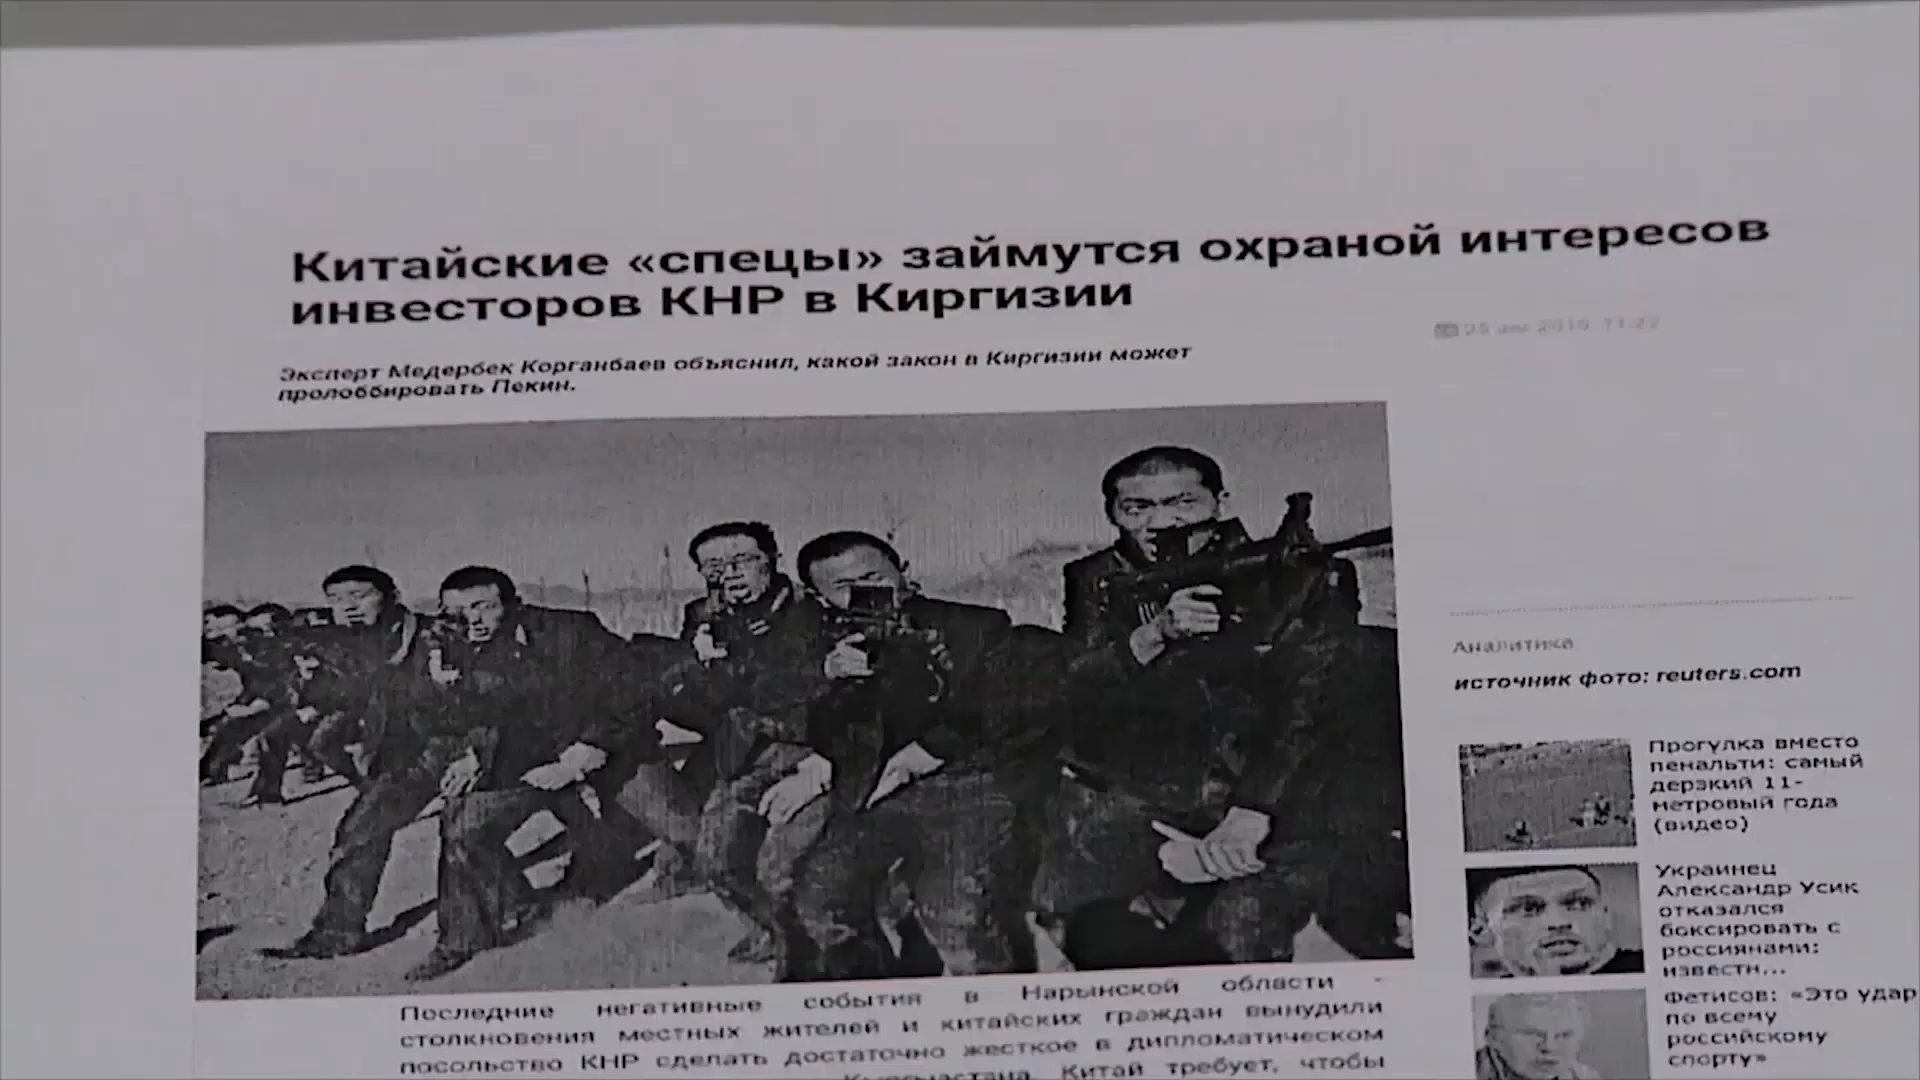 Китайские «спецы» займутся охраной интересов
инвесторов КНР в Киргизии
Эксперт Медербек Корганбаев объяснил, какой закон в Киргизии может
пролоббировать Пекин.
Аналитика
источник фото: reuters.com
Прогулка вместо
пенальти: самый
дерзкий 11-
метровый года
(видео)
Украинец
Александр Усик
отказался
боксировать с
россиянами:
известн...
Фетисов: «Это удар
по всему
российскому
спорту»
Последние негативные события в Нарынской области -
столкновения местных жителей и китайских граждан вынудили
посольство КНР сделать достаточно жесткое в дипломатическом
Кыргызстана. Китай требует, чтобы